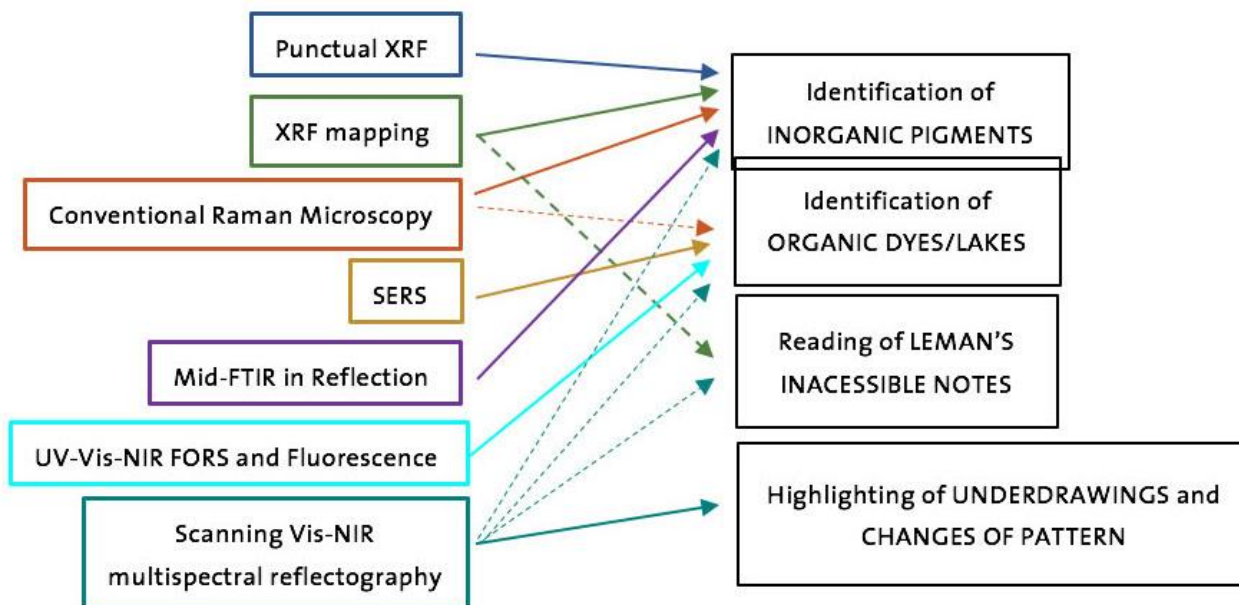 Punctual XRF
XRF mapping
Conventional Raman Microscopy
SERS
Mid-FTIR in Reflection
UV-Vis-NIR FORS and Fluorescence
Scanning Vis-NIR
multispectral reflectography
Identification of
INORGANIC PIGMENTS
Identification of
ORGANIC DYES/LAKES
Reading of LEMAN'S
INACESSIBLE NOTES
Highlighting of UNDERDRAWINGS and
CHANGES OF PATTERN